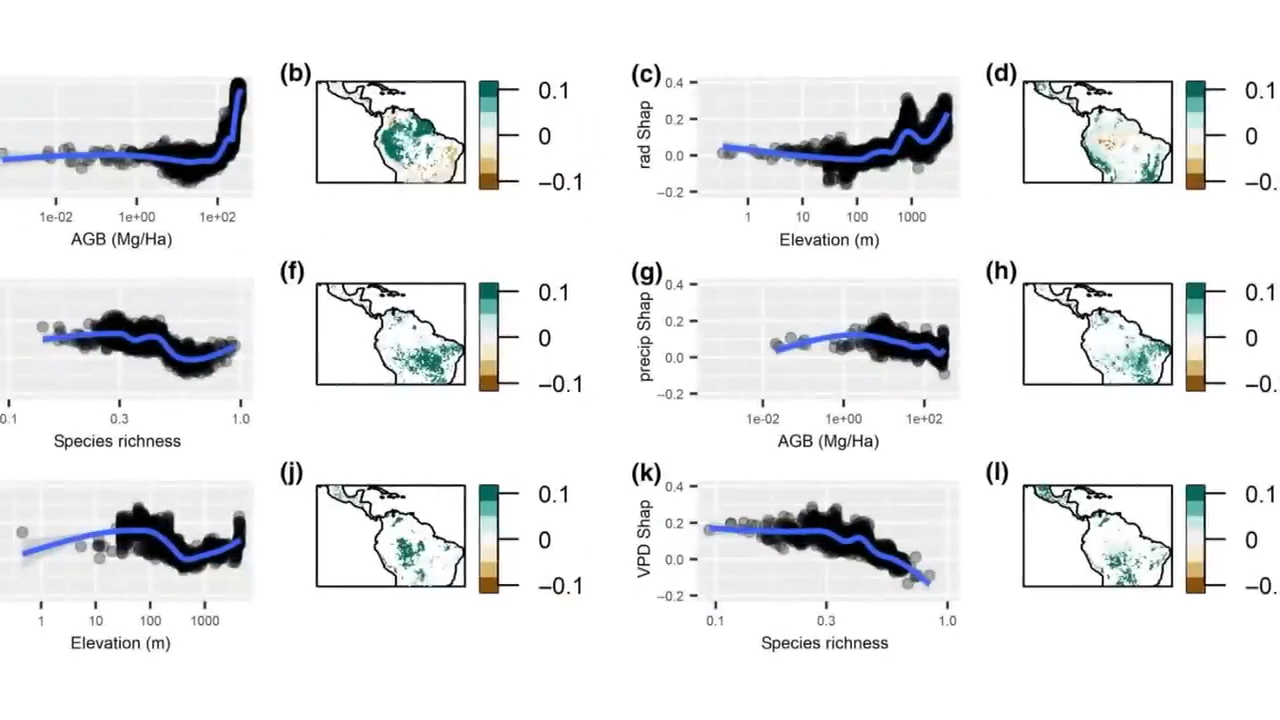 (b)
(c)
(d)
0.4
0.2
0.0
−0.2
rad Shap
0.1
0
−0.1
0.1
0
−0.
1e-02 1e+00 1e+02
AGB (Mg/Ha)
1 10 100 1000
Elevation (m)
(f)
(g)
(h)
0.4
0.2
0.0
−0.2
precip Shap
0.1
0
−0.1
0.1
0
−0.
0.1 0.3 1.0
Species richness
1e-02 1e+00 1e+02
AGB (Mg/Ha)
(j)
(k)
(l)
0.4
0.2
0.0
−0.2
VPD Shap
0.1
0
−0.1
0.1
0
−0.
1 10 100 1000
Elevation (m)
0.1 0.3 1.0
Species richness